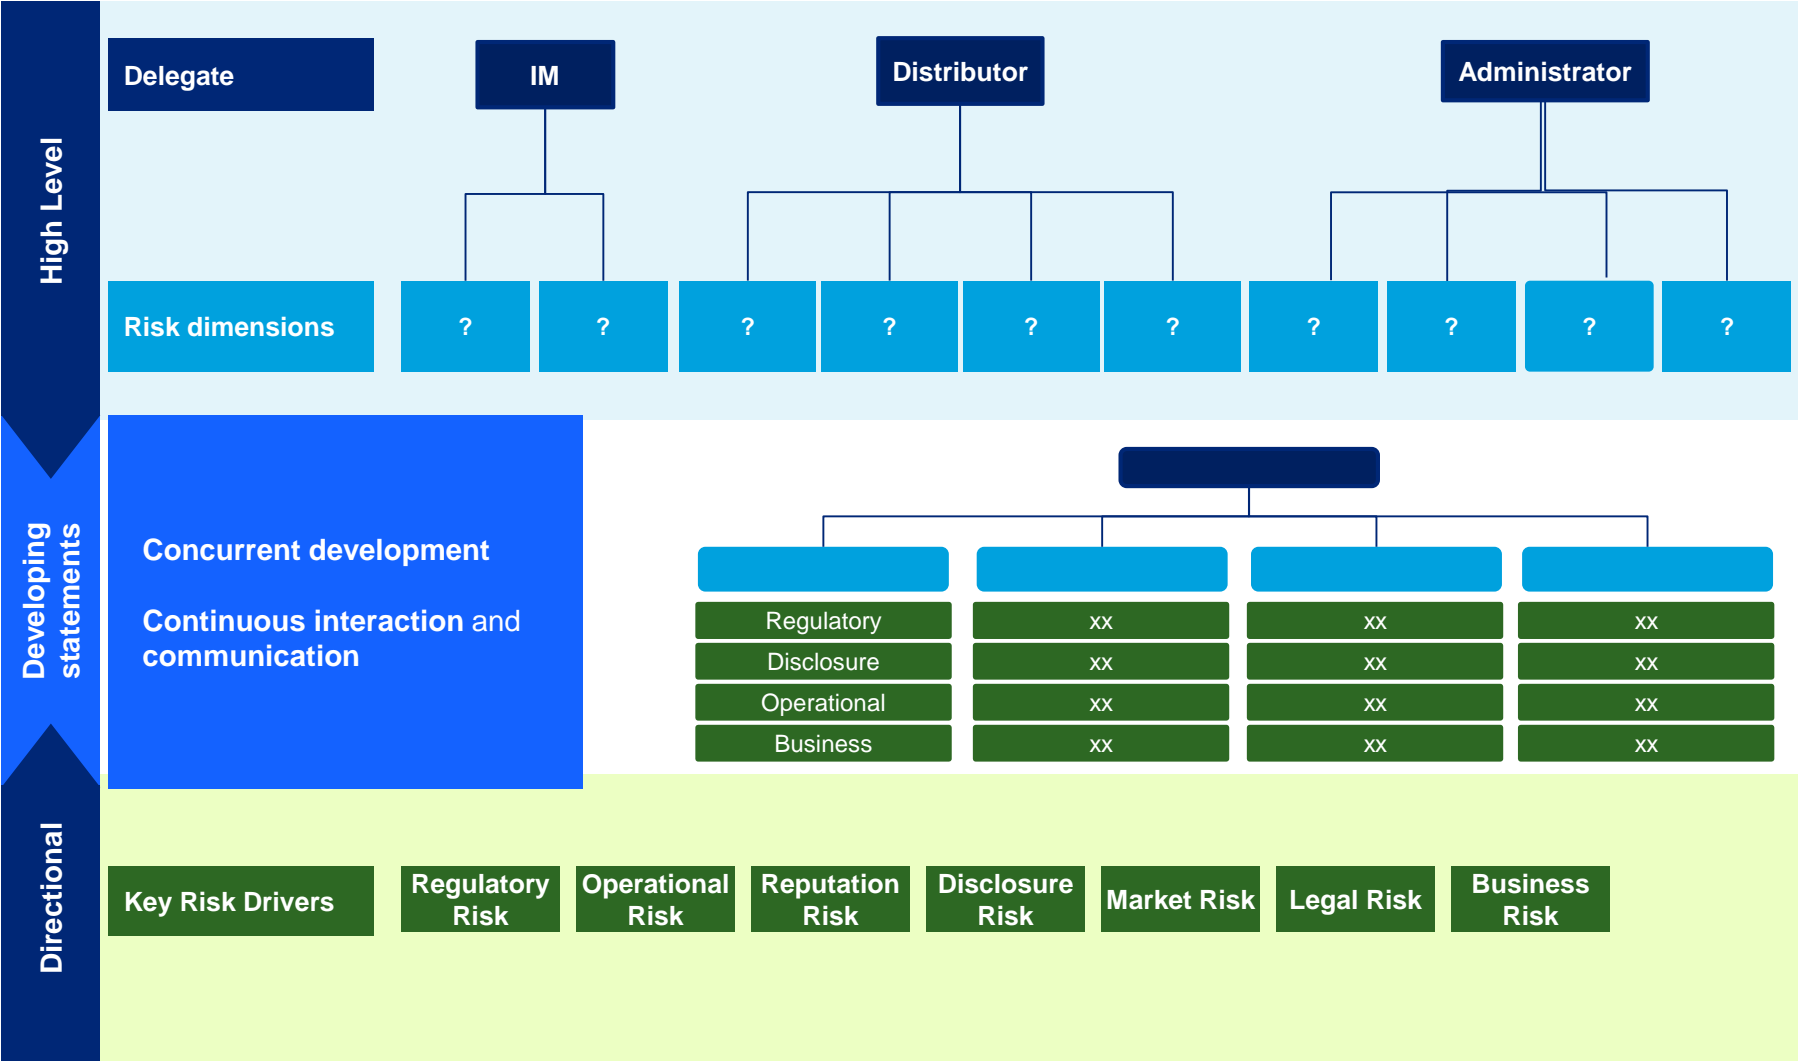 High Level
Delegate
IM
Distributor
Administrator
Risk dimensions
?
?
?
?
?
?
?
?
?
?
Developing
statements
Concurrent development
Continuous interaction and
communication
Regulatory
xx
xx
xx
Disclosure
xx
xx
xx
Operational
xx
xx
xx
Business
xx
xx
xx
Directional
Key Risk Drivers
Regulatory
Risk
Operational
Risk
Reputation
Risk
Disclosure
Risk
Market Risk
Legal Risk
Business
Risk